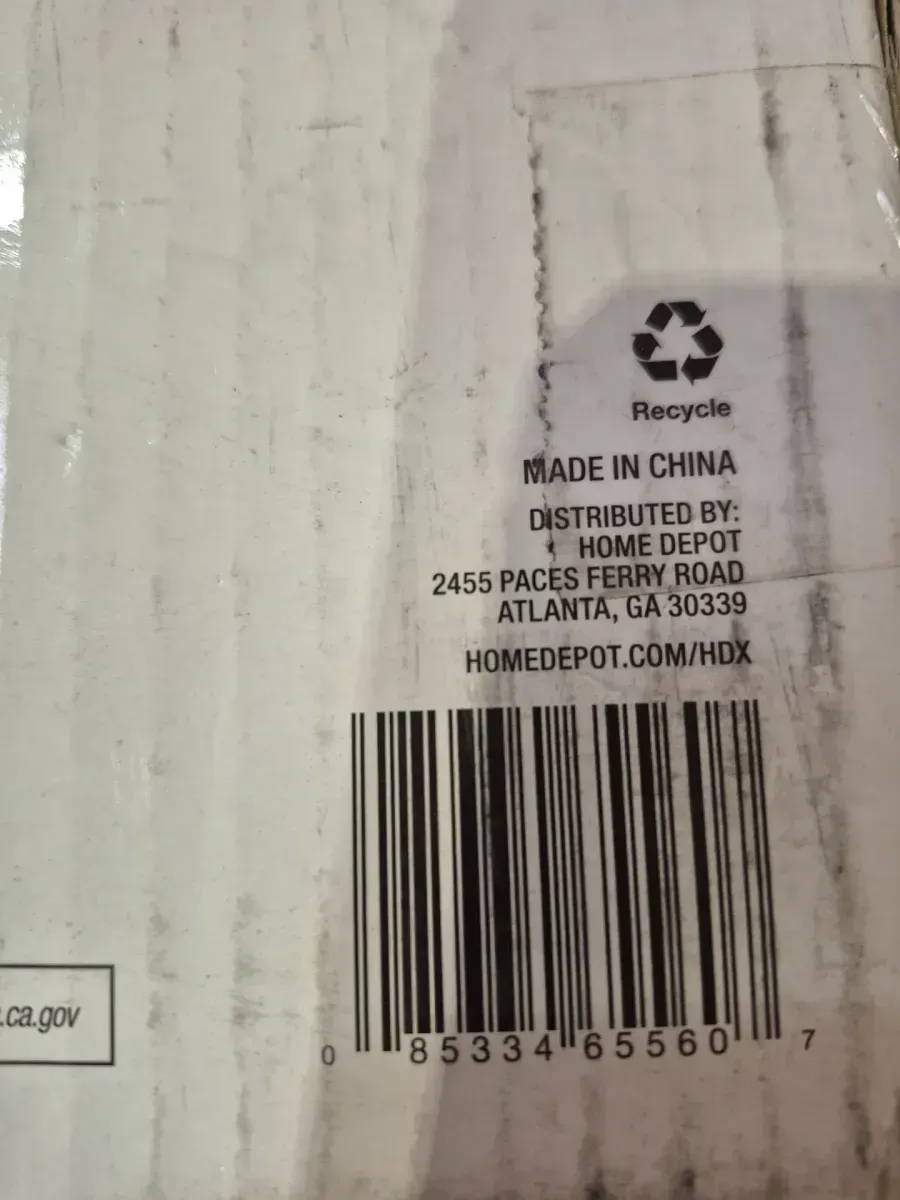 Recycle
MADE IN CHINA
DISTRIBUTED BY:
HOME DEPOT
2455 PACES FERRY ROAD
ATLANTA, GA 30339
HOMEDEPOT.COM/HDX
.ca.gov
0 85334 65560 7